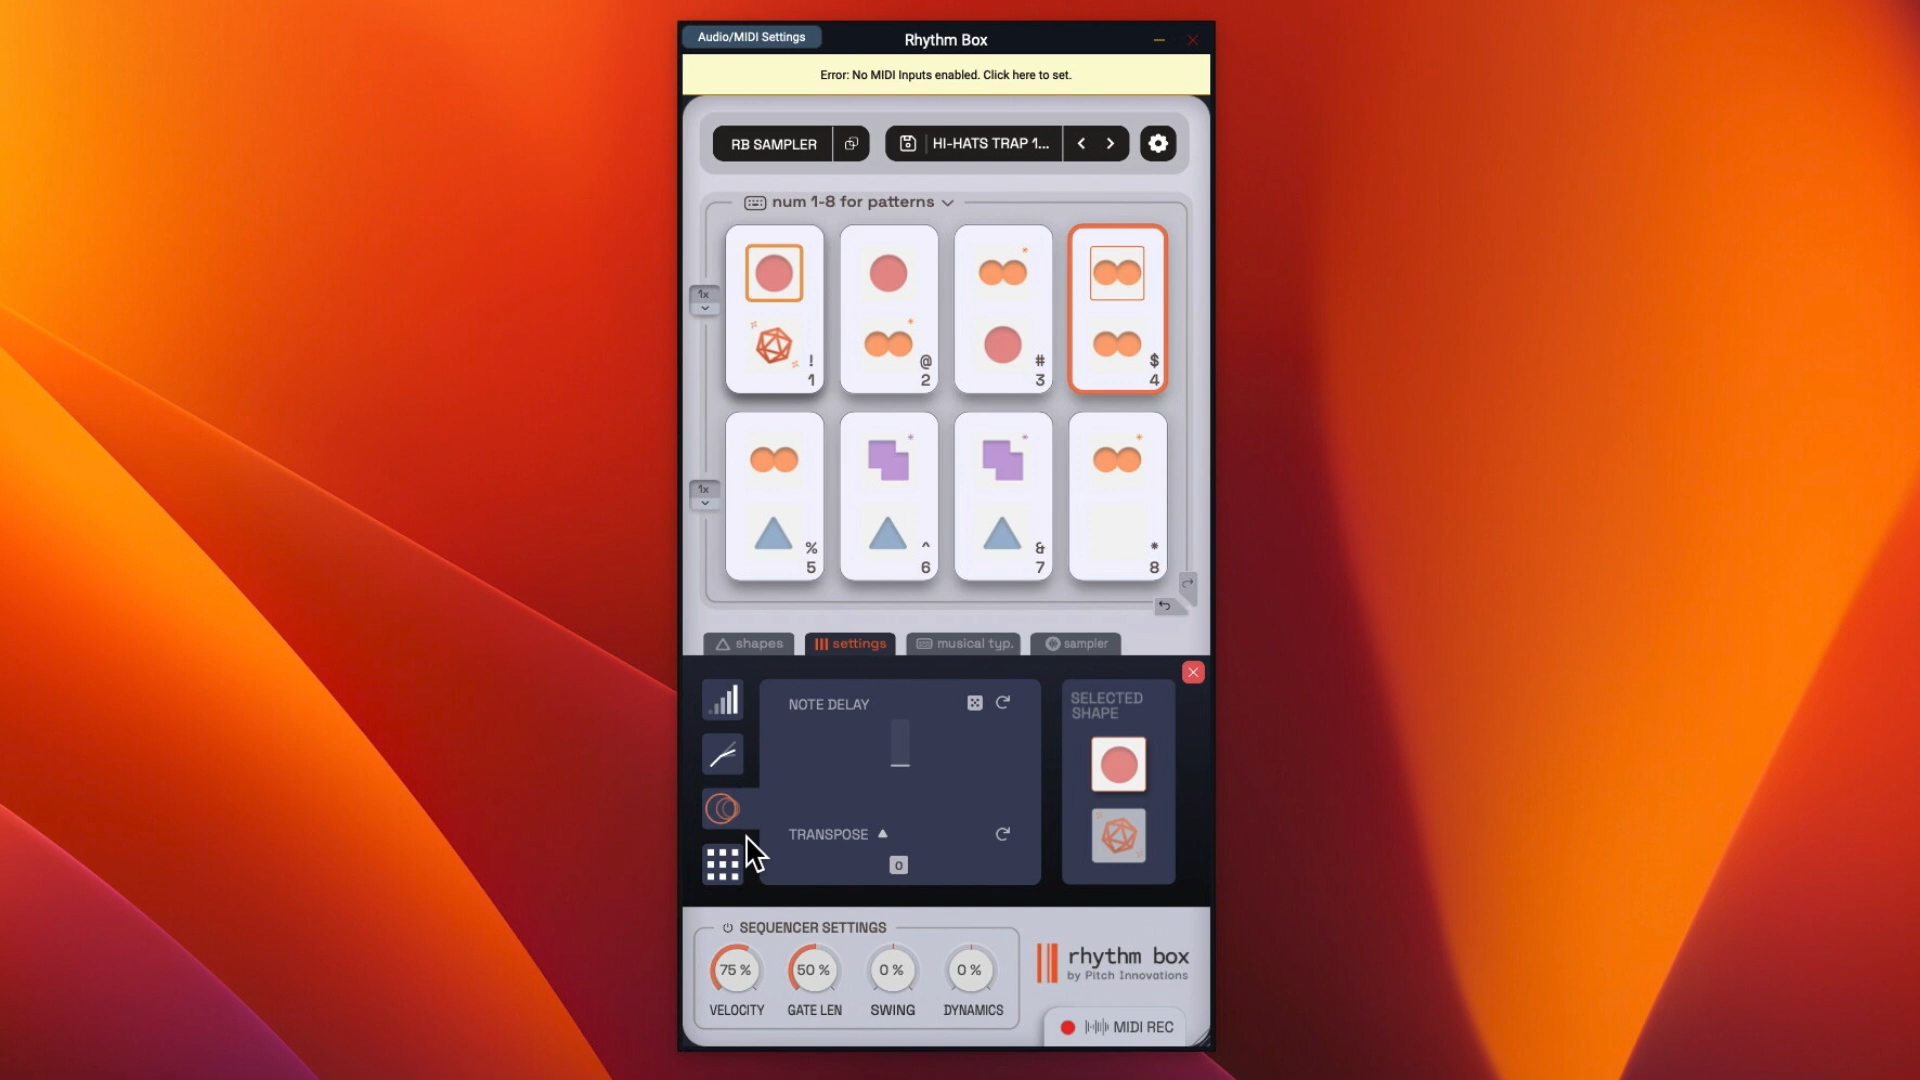 Audio/MIDI Settings
Rhythm Box
Error: No MIDI Inputs enabled. Click here to set.
RB SAMPLER
HI-HATS TRAP 1...
num 1-8 for patterns
1x
!
1
@
2
#
3
$
4
1x
%
5
^
6
&
7
*
8
shapes
settings
musical typ.
sampler
NOTE DELAY
SELECTED
SHAPE
TRANSPOSE
0
SEQUENCER SETTINGS
75 %
50 %
0 %
0 %
VELOCITY
GATE LEN
SWING
DYNAMICS
rhythm box
by Pitch Innovations
MIDI REC